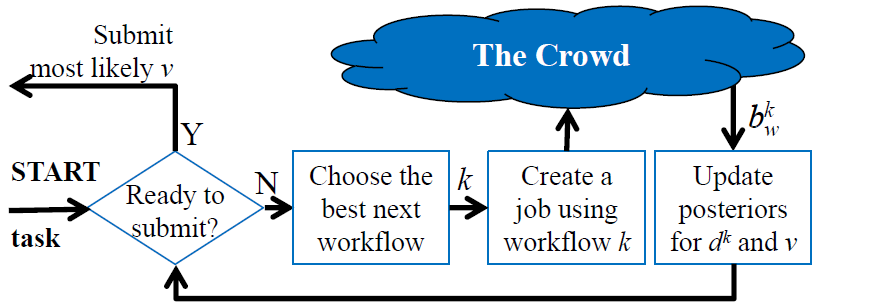 Submit
most likely v
The Crowd
b_w^k
Y
START
task
Ready to
submit?
N
Choose the
best next
workflow
k
Create a
job using
workflow k
Update
posteriors
for d^k and v